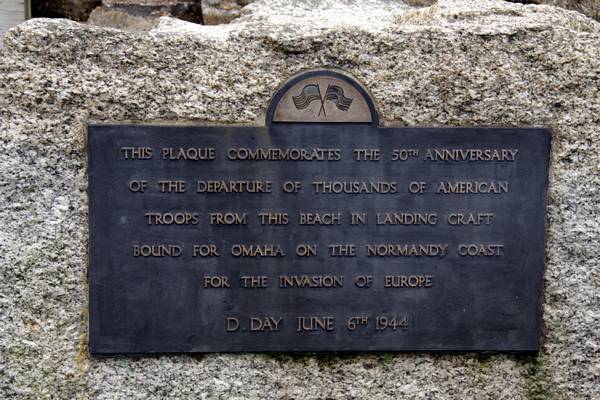 THIS PLAQUE COMMEMORATES THE 50TH ANNIVERSARY
OF THE DEPARTURE OF THOUSANDS OF AMERICAN
TROOPS FROM THIS BEACH IN LANDING CRAFT
BOUND FOR OMAHA ON THE NORMANDY COAST
FOR THE INVASION OF EUROPE
D. DAY JUNE 6TH 1944